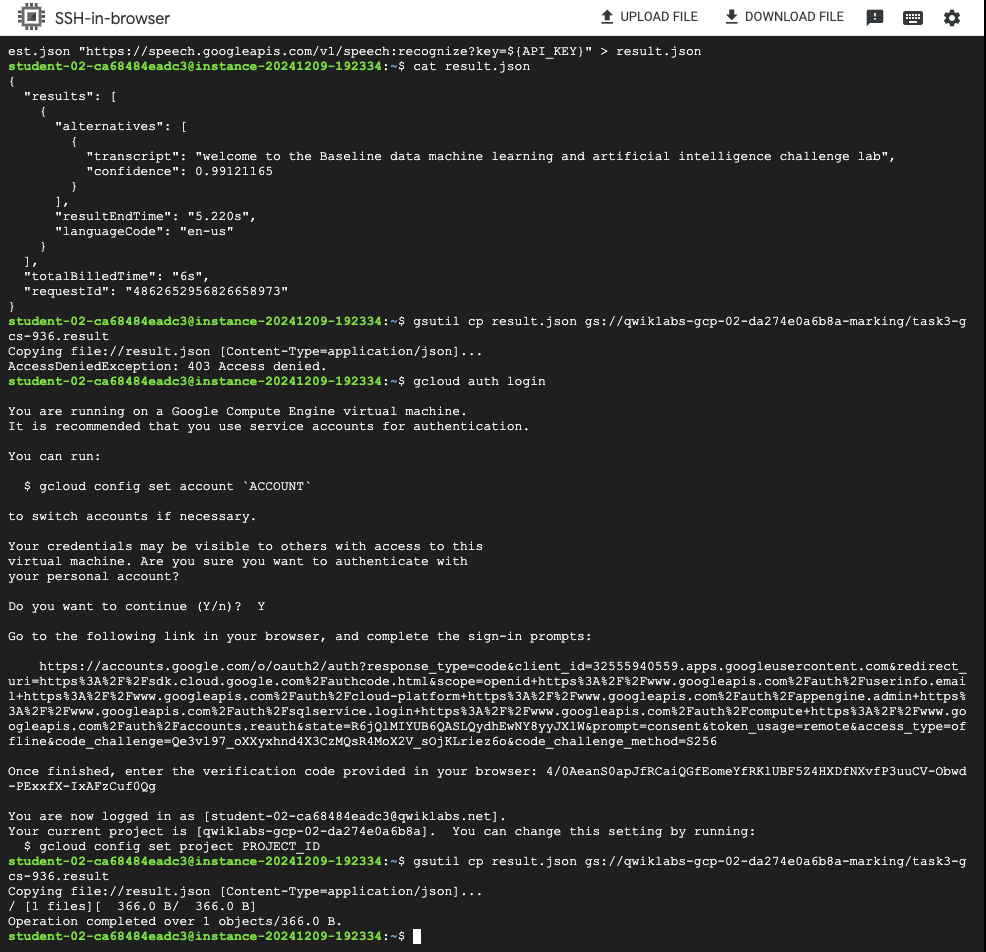 SSH-in-browser
UPLOAD FILE
DOWNLOAD FILE
est.json "https://speech.googleapis.com/v1/speech:recognize?key=${API_KEY}" > result.json
student-02-ca68484eadc3@instance-20241209-192334:~$ cat result.json
{
  "results": [
    {
      "alternatives": [
        {
          "transcript": "welcome to the Baseline data machine learning and artificial intelligence challenge lab",
          "confidence": 0.99121165
        }
      ],
      "resultEndTime": "5.220s",
      "languageCode": "en-us"
    }
  ],
  "totalBilledTime": "6s",
  "requestId": "4862652956826658973"
}
student-02-ca68484eadc3@instance-20241209-192334:~$ gsutil cp result.json gs://qwiklabs-gcp-02-da274e0a6b8a-marking/task3-g
cs-936.result
Copying file://result.json [Content-Type=application/json]...
AccessDeniedException: 403 Access denied.
student-02-ca68484eadc3@instance-20241209-192334:~$ gcloud auth login
You are running on a Google Compute Engine virtual machine.
It is recommended that you use service accounts for authentication.
You can run:
  $ gcloud config set account `ACCOUNT`
to switch accounts if necessary.
Your credentials may be visible to others with access to this
virtual machine. Are you sure you want to authenticate with
your personal account?
Do you want to continue (Y/n)?  Y
Go to the following link in your browser, and complete the sign-in prompts:
    https://accounts.google.com/o/oauth2/auth?response_type=code&client_id=32555940559.apps.googleusercontent.com&redirect_
uri=https%3A%2F%2Fsdk.cloud.google.com%2Fauthcode.html&scope=openid+https%3A%2F%2Fwww.googleapis.com%2Fauth%2Fuserinfo.emai
l+https%3A%2F%2Fwww.googleapis.com%2Fauth%2Fcloud-platform+https%3A%2F%2Fwww.googleapis.com%2Fauth%2Fappengine.admin+https%
3A%2F%2Fwww.googleapis.com%2Fauth%2Fsqlservice.login+https%3A%2F%2Fwww.googleapis.com%2Fauth%2Fcompute+https%3A%2F%2Fwww.go
ogleapis.com%2Fauth%2Faccounts.reauth&state=R6jQlMIYUB6QASLQydhEwNY8yyJXlW&prompt=consent&token_usage=remote&access_type=of
fline&code_challenge=Qe3vl97_oXXyxhnd4X3CzMQsR4MoX2V_sOjKLriez6o&code_challenge_method=S256
Once finished, enter the verification code provided in your browser: 4/0AeanS0apJfRCaiQGfEomeYfRKlUBF5Z4HXDfNXvfP3uuCV-Obwd
-PExxfX-IxAFzCuf0Qg
You are now logged in as [student-02-ca68484eadc3@qwiklabs.net].
Your current project is [qwiklabs-gcp-02-da274e0a6b8a].  You can change this setting by running:
  $ gcloud config set project PROJECT_ID
student-02-ca68484eadc3@instance-20241209-192334:~$ gsutil cp result.json gs://qwiklabs-gcp-02-da274e0a6b8a-marking/task3-g
cs-936.result
Copying file://result.json [Content-Type=application/json]...
/ [1 files][  366.0 B/  366.0 B]
Operation completed over 1 objects/366.0 B.
student-02-ca68484eadc3@instance-20241209-192334:~$